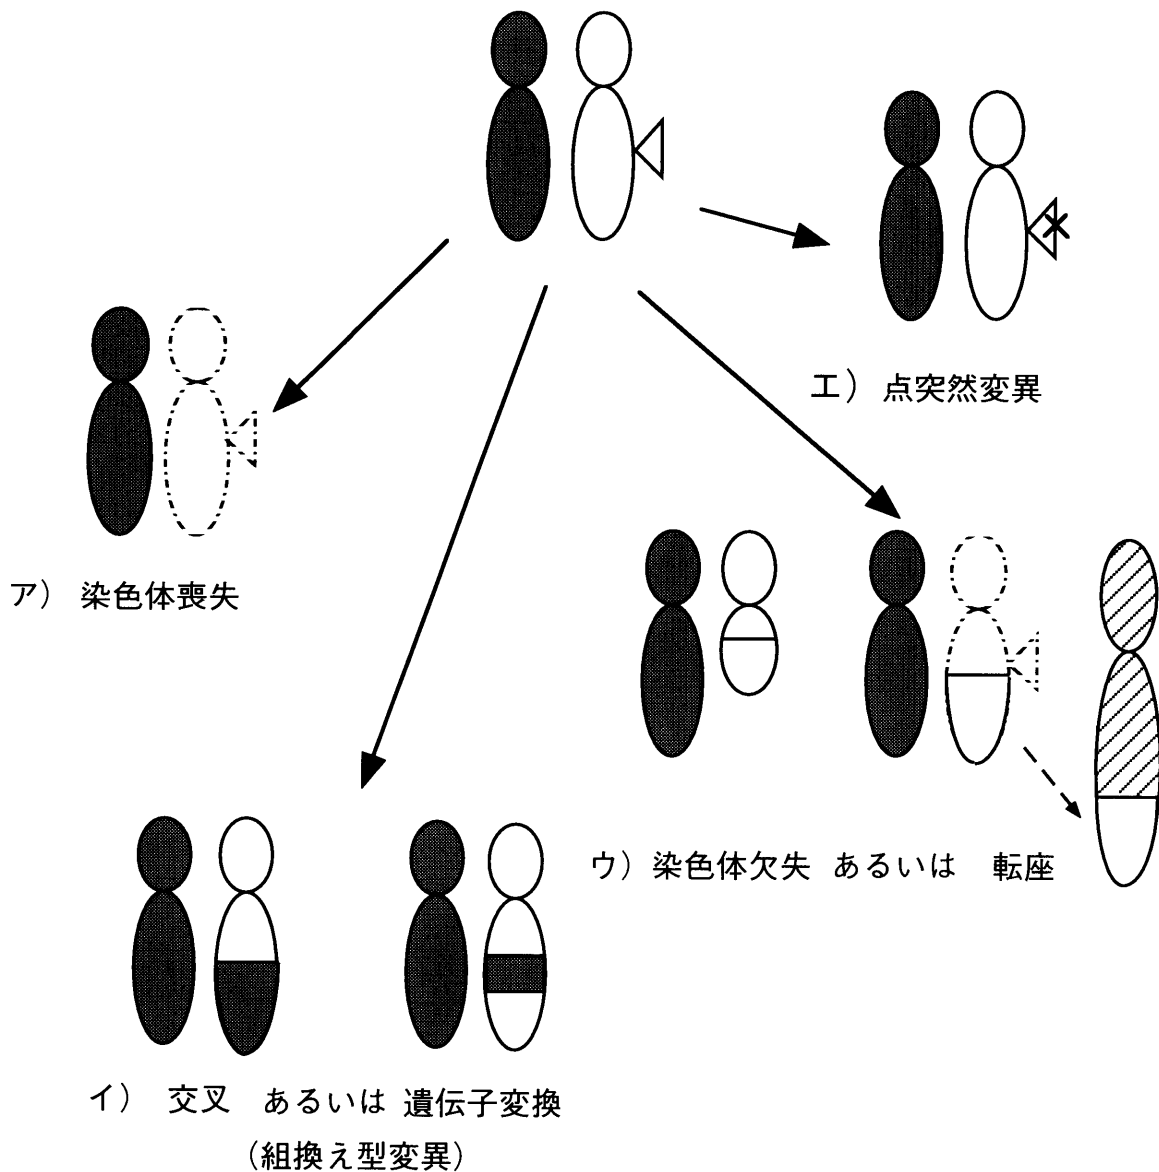 エ) 点突然変異
ア) 染色体喪失
ウ) 染色体欠失 あるいは 転座
イ) 交叉 あるいは 遺伝子変換
(組換え型変異)